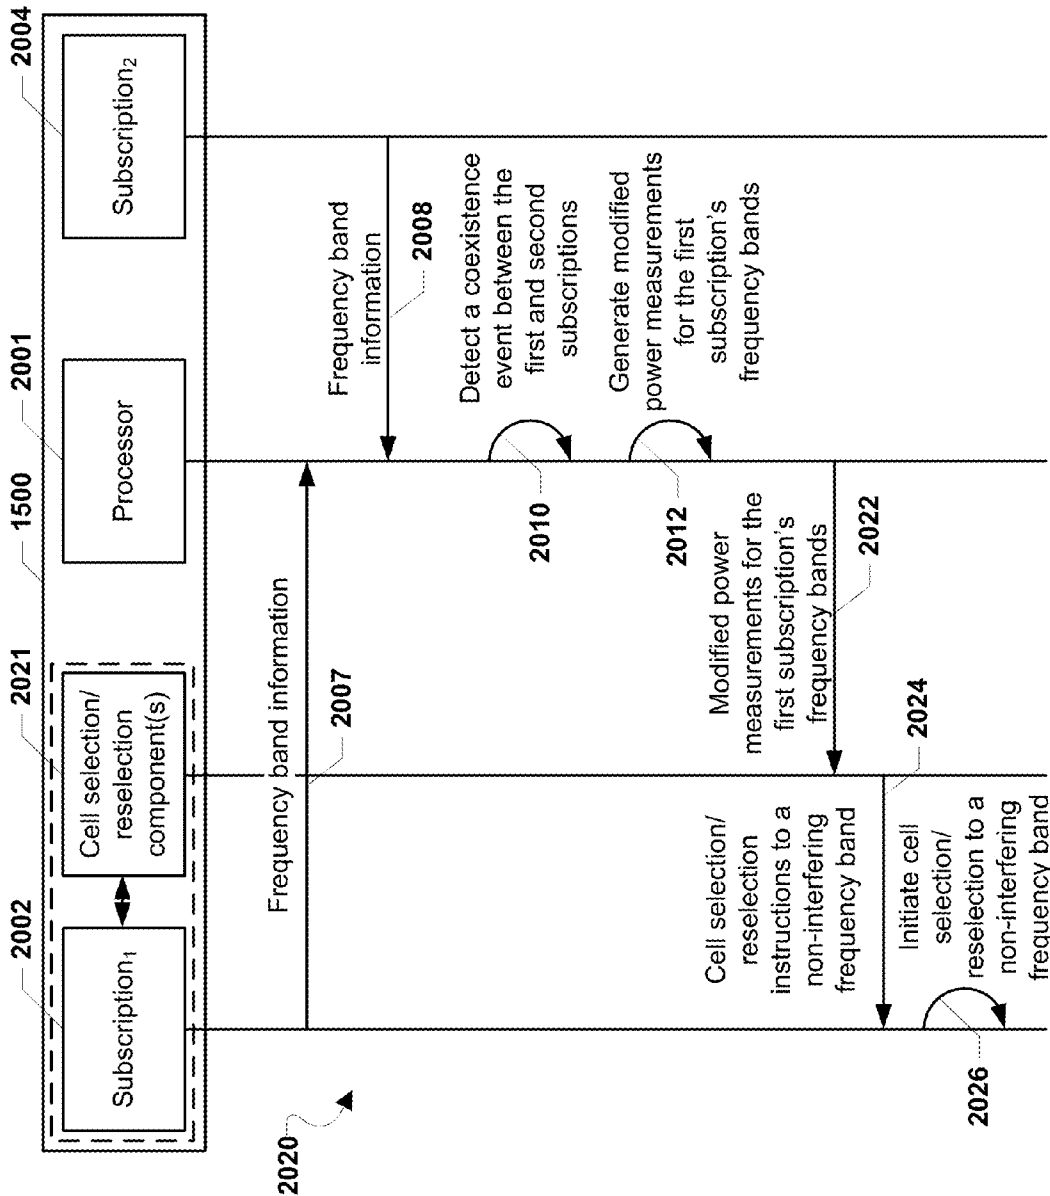 2002
2021
1500
2001
2004
Subscription1
Cell selection/
reselection
component(s)
Processor
Subscription2
Frequency band information
2007
Frequency band
information
2008
Detect a coexistence
event between the
first and second
subscriptions
2010
Generate modified
power measurements
for the first
subscription's
frequency bands
2012
Modified power
measurements for the
first subscription's
frequency bands
2022
Cell selection/
reselection
instructions to a
non-interfering
frequency band
2024
Initiate cell
selection/
reselection to a
non-interfering
frequency band
2026
2020